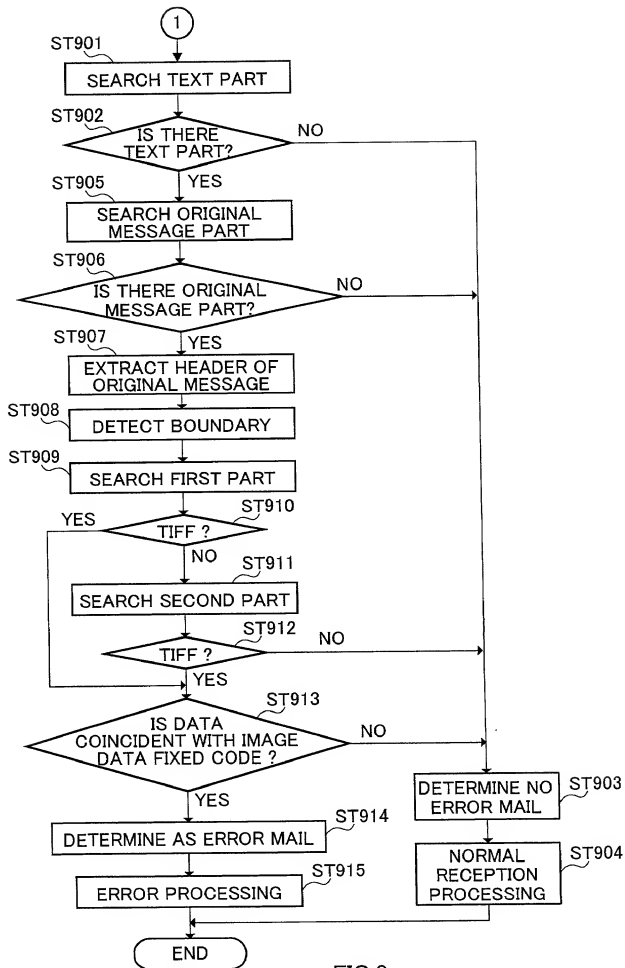 1
ST901
SEARCH TEXT PART
ST902
IS THERE
TEXT PART?
NO
YES
ST905
SEARCH ORIGINAL
MESSAGE PART
ST906
IS THERE ORIGINAL
MESSAGE PART?
NO
YES
ST907
EXTRACT HEADER OF
ORIGINAL MESSAGE
ST908
DETECT BOUNDARY
ST909
SEARCH FIRST PART
ST910
YES
TIFF ?
NO
ST911
SEARCH SECOND PART
ST912
TIFF ?
NO
YES
ST913
IS DATA
COINCIDENT WITH IMAGE
DATA FIXED CODE ?
NO
YES
ST903
DETERMINE NO
ERROR MAIL
ST914
DETERMINE AS ERROR MAIL
ST904
NORMAL
RECEPTION
PROCESSING
ST915
ERROR PROCESSING
END